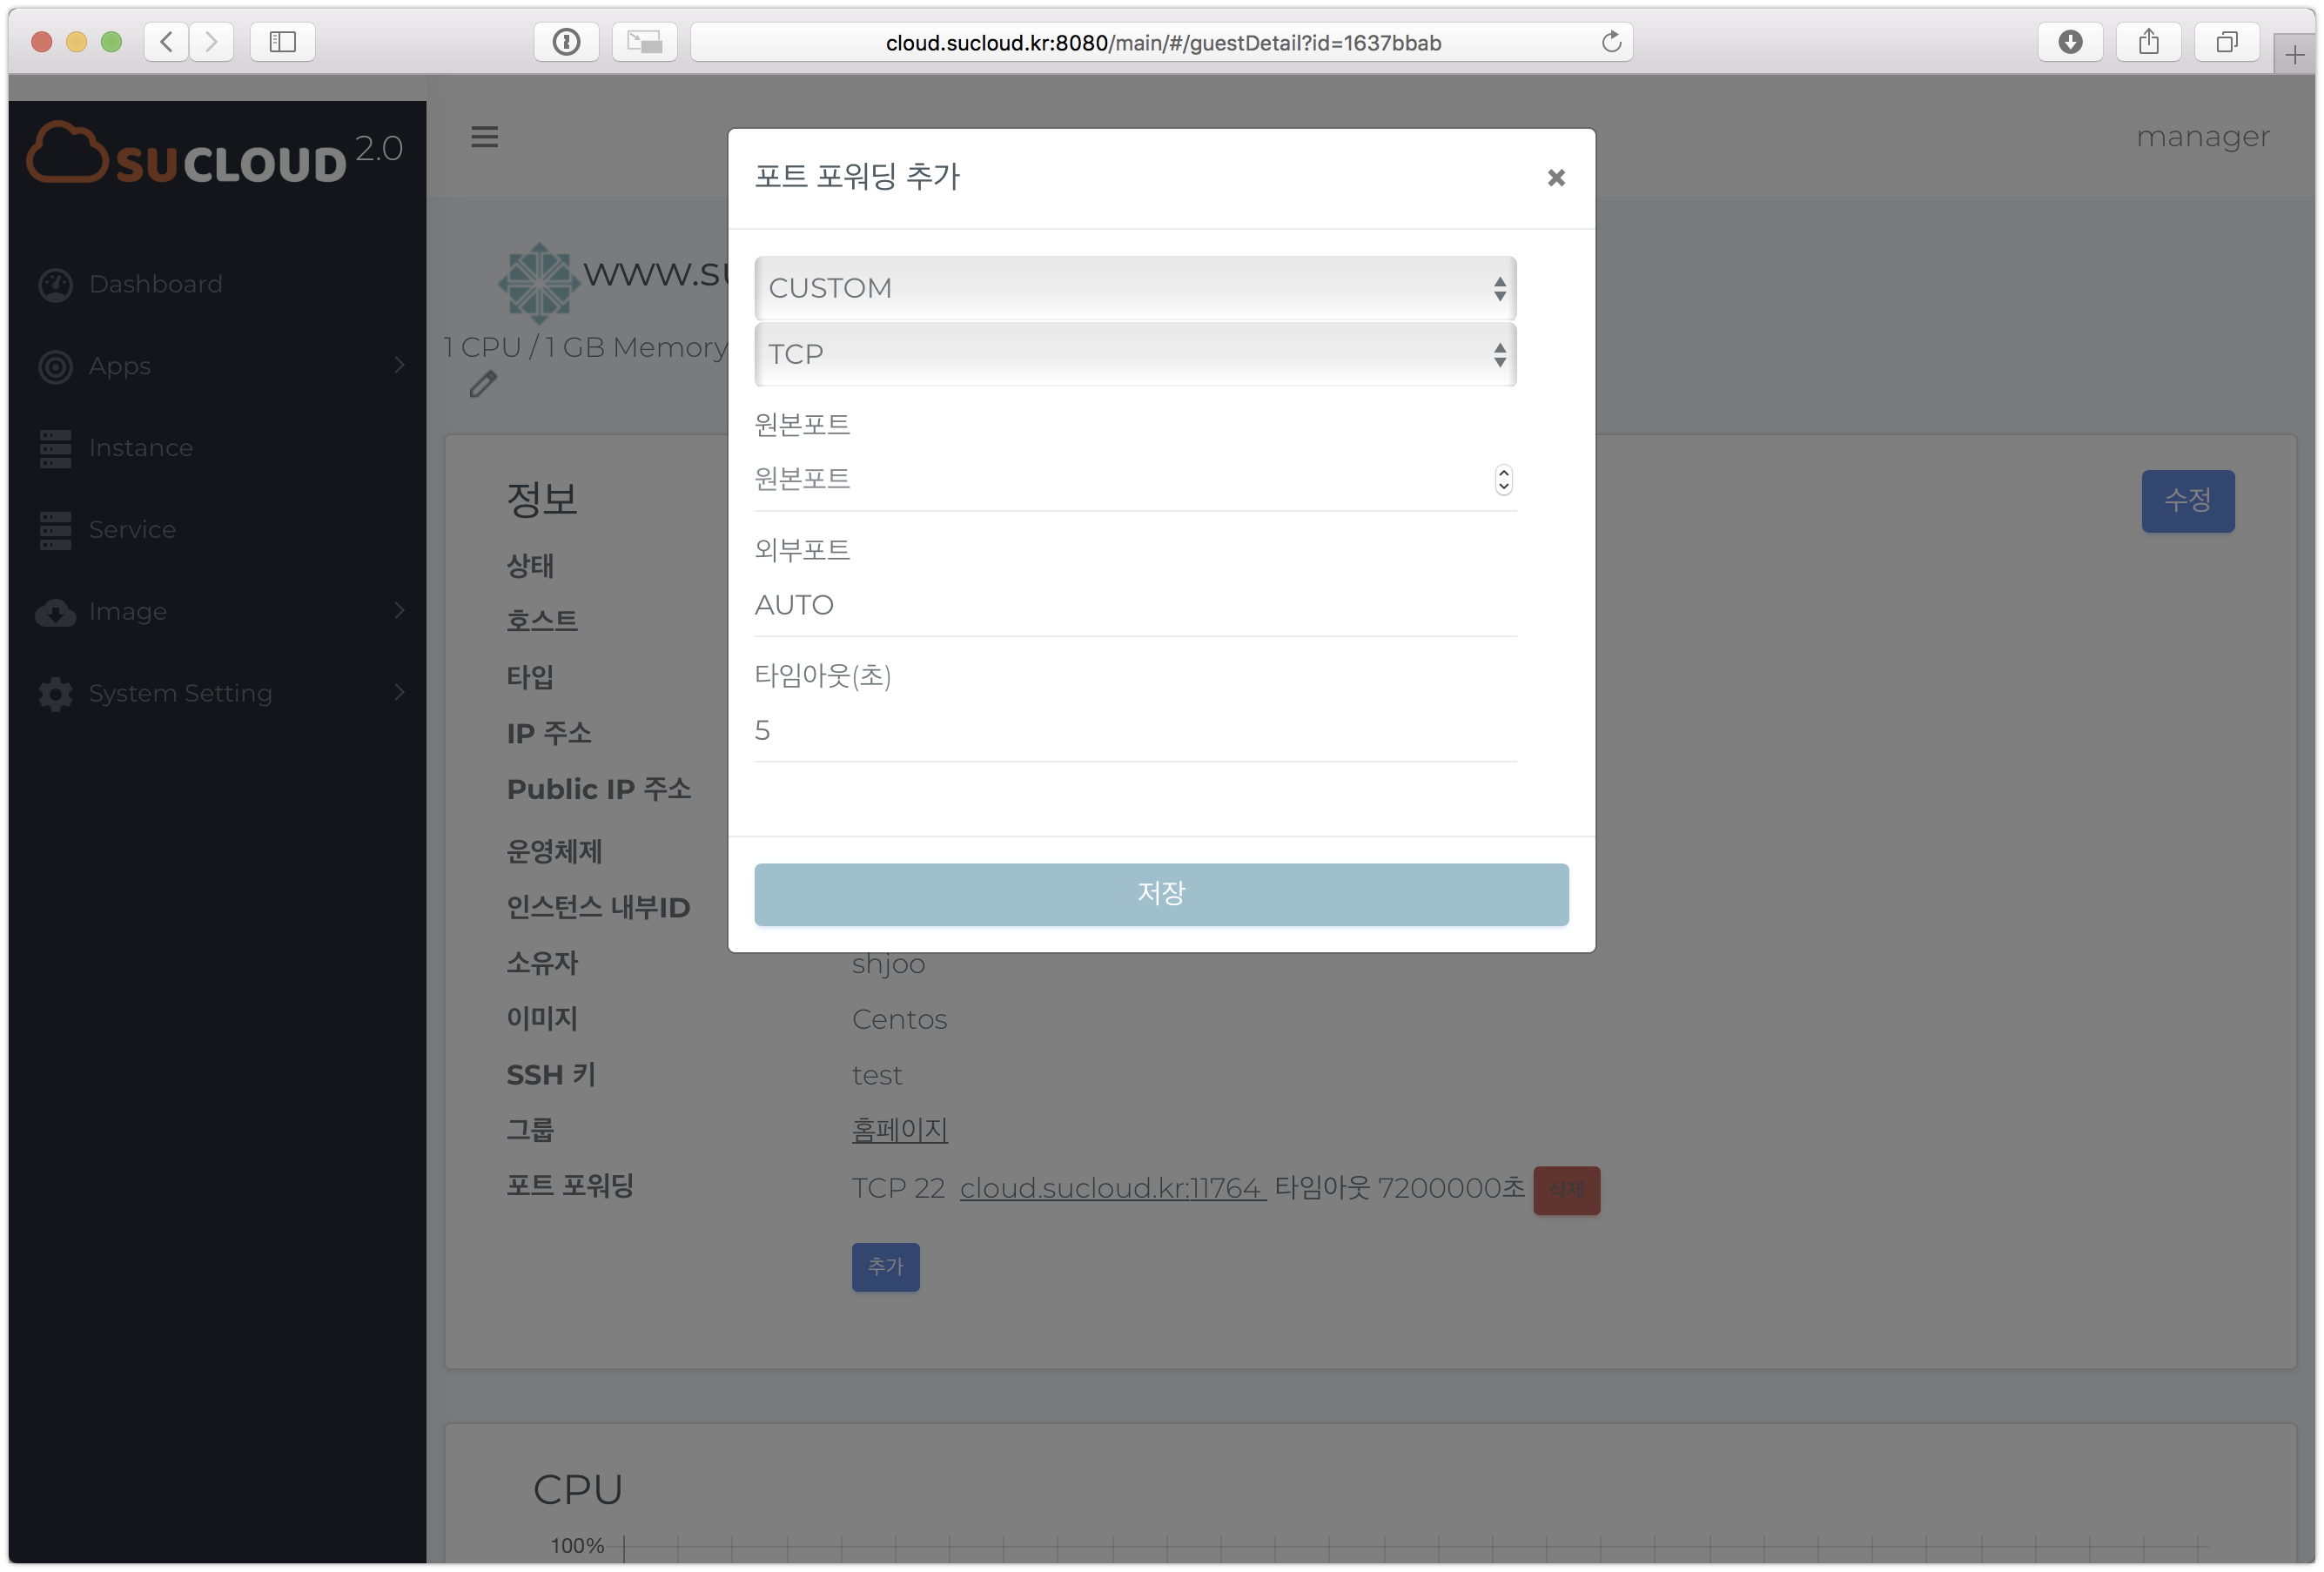 cloud.sucloud.kr:8080/main/#/guestDetail?id=1637bbab
SUCLOUD 2.0
manager
Dashboard
Apps
Instance
Service
Image
System Setting
www.su
1 CPU / 1 GB Memory
포트 포워딩 추가
CUSTOM
TCP
원본포트
원본포트
외부포트
AUTO
타임아웃(초)
5
저장
정보
수정
상태
호스트
타입
IP 주소
Public IP 주소
운영체제
인스턴스 내부ID
소유자 shjoo
이미지 Centos
SSH 키 test
그룹 홈페이지
포트 포워딩 TCP 22 cloud.sucloud.kr:11764 타임아웃 7200000초 삭제
추가
CPU
100%